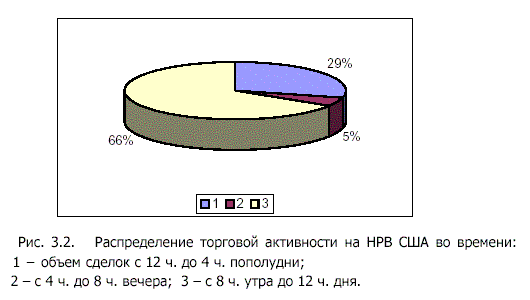 29%
5%
66%
1 2 3
Рис. 3.2. Распределение торговой активности на НРВ США во времени:
1 – объем сделок с 12 ч. до 4 ч. пополудни;
2 – с 4 ч. до 8 ч. вечера; 3 – с 8 ч. утра до 12 ч. дня.